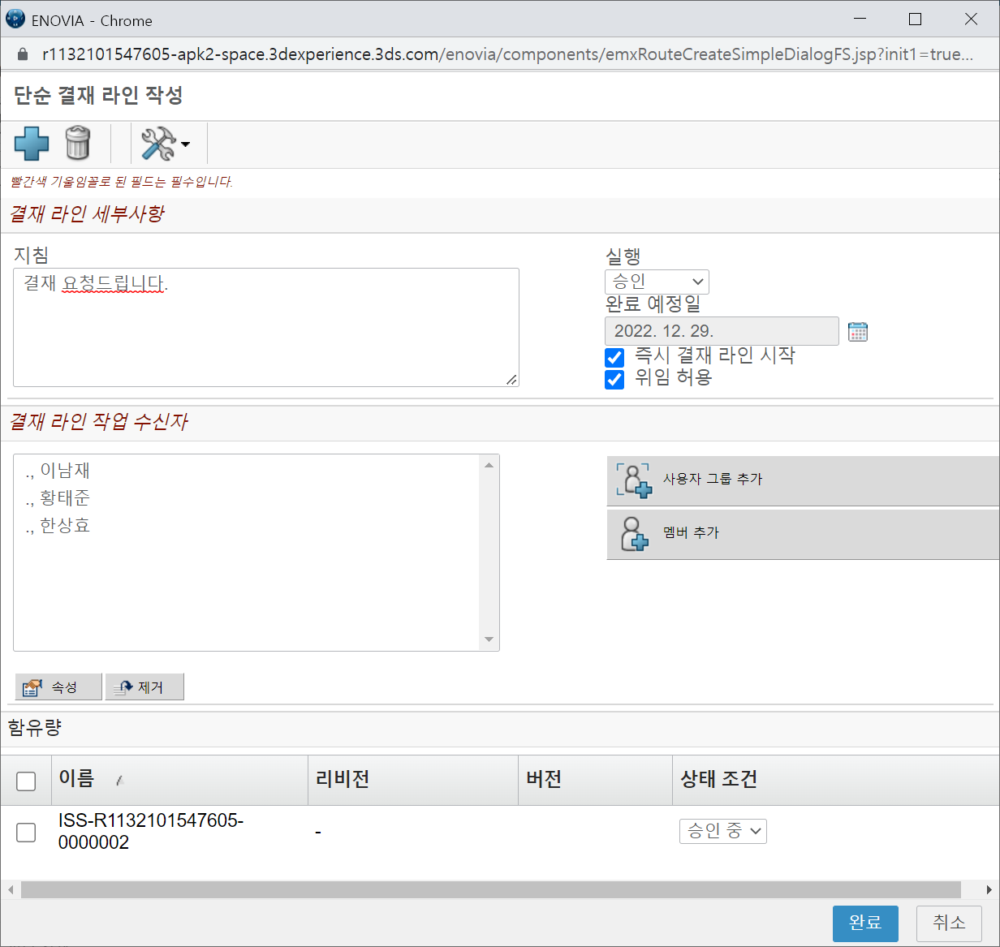 ENOVIA - Chrome
r1132101547605-apk2-space.3dexperience.3ds.com/enovia/components/emxRouteCreateSimpleDialogFS.jsp?init1=true...
단순 결재 라인 작성
빨간색 기울임꼴로 된 필드는 필수입니다.
결재 라인 세부사항
지침
결재 요청드립니다.
실행
승인
완료 예정일
2022. 12. 29.
즉시 결재 라인 시작
위임 허용
결재 라인 작업 수신자
., 이남재
., 황태준
., 한상효
사용자 그룹 추가
멤버 추가
속성 제거
함유량
이름 리비전 버전 상태 조건
ISS-R1132101547605-
0000002 - 승인 중
완료 취소